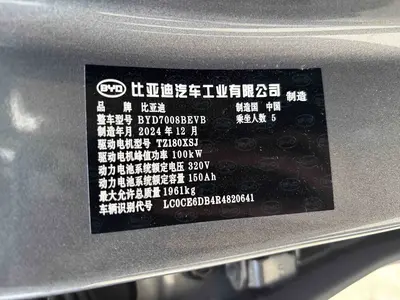 BYD 比亚迪汽车工业有限公司 制造
品 牌 比亚迪 制造国 中国
整车型号 BYD7008BEVB 乘坐人数 5
制造年月 2024 年 12 月
驱动电机型号 TZ180XSJ
驱动电机峰值功率 100kW
动力电池系统额定电压 320V
动力电池系统额定容量 150Ah
最大允许总质量 1961kg
车辆识别代号 LC0CE6DB4R4820641